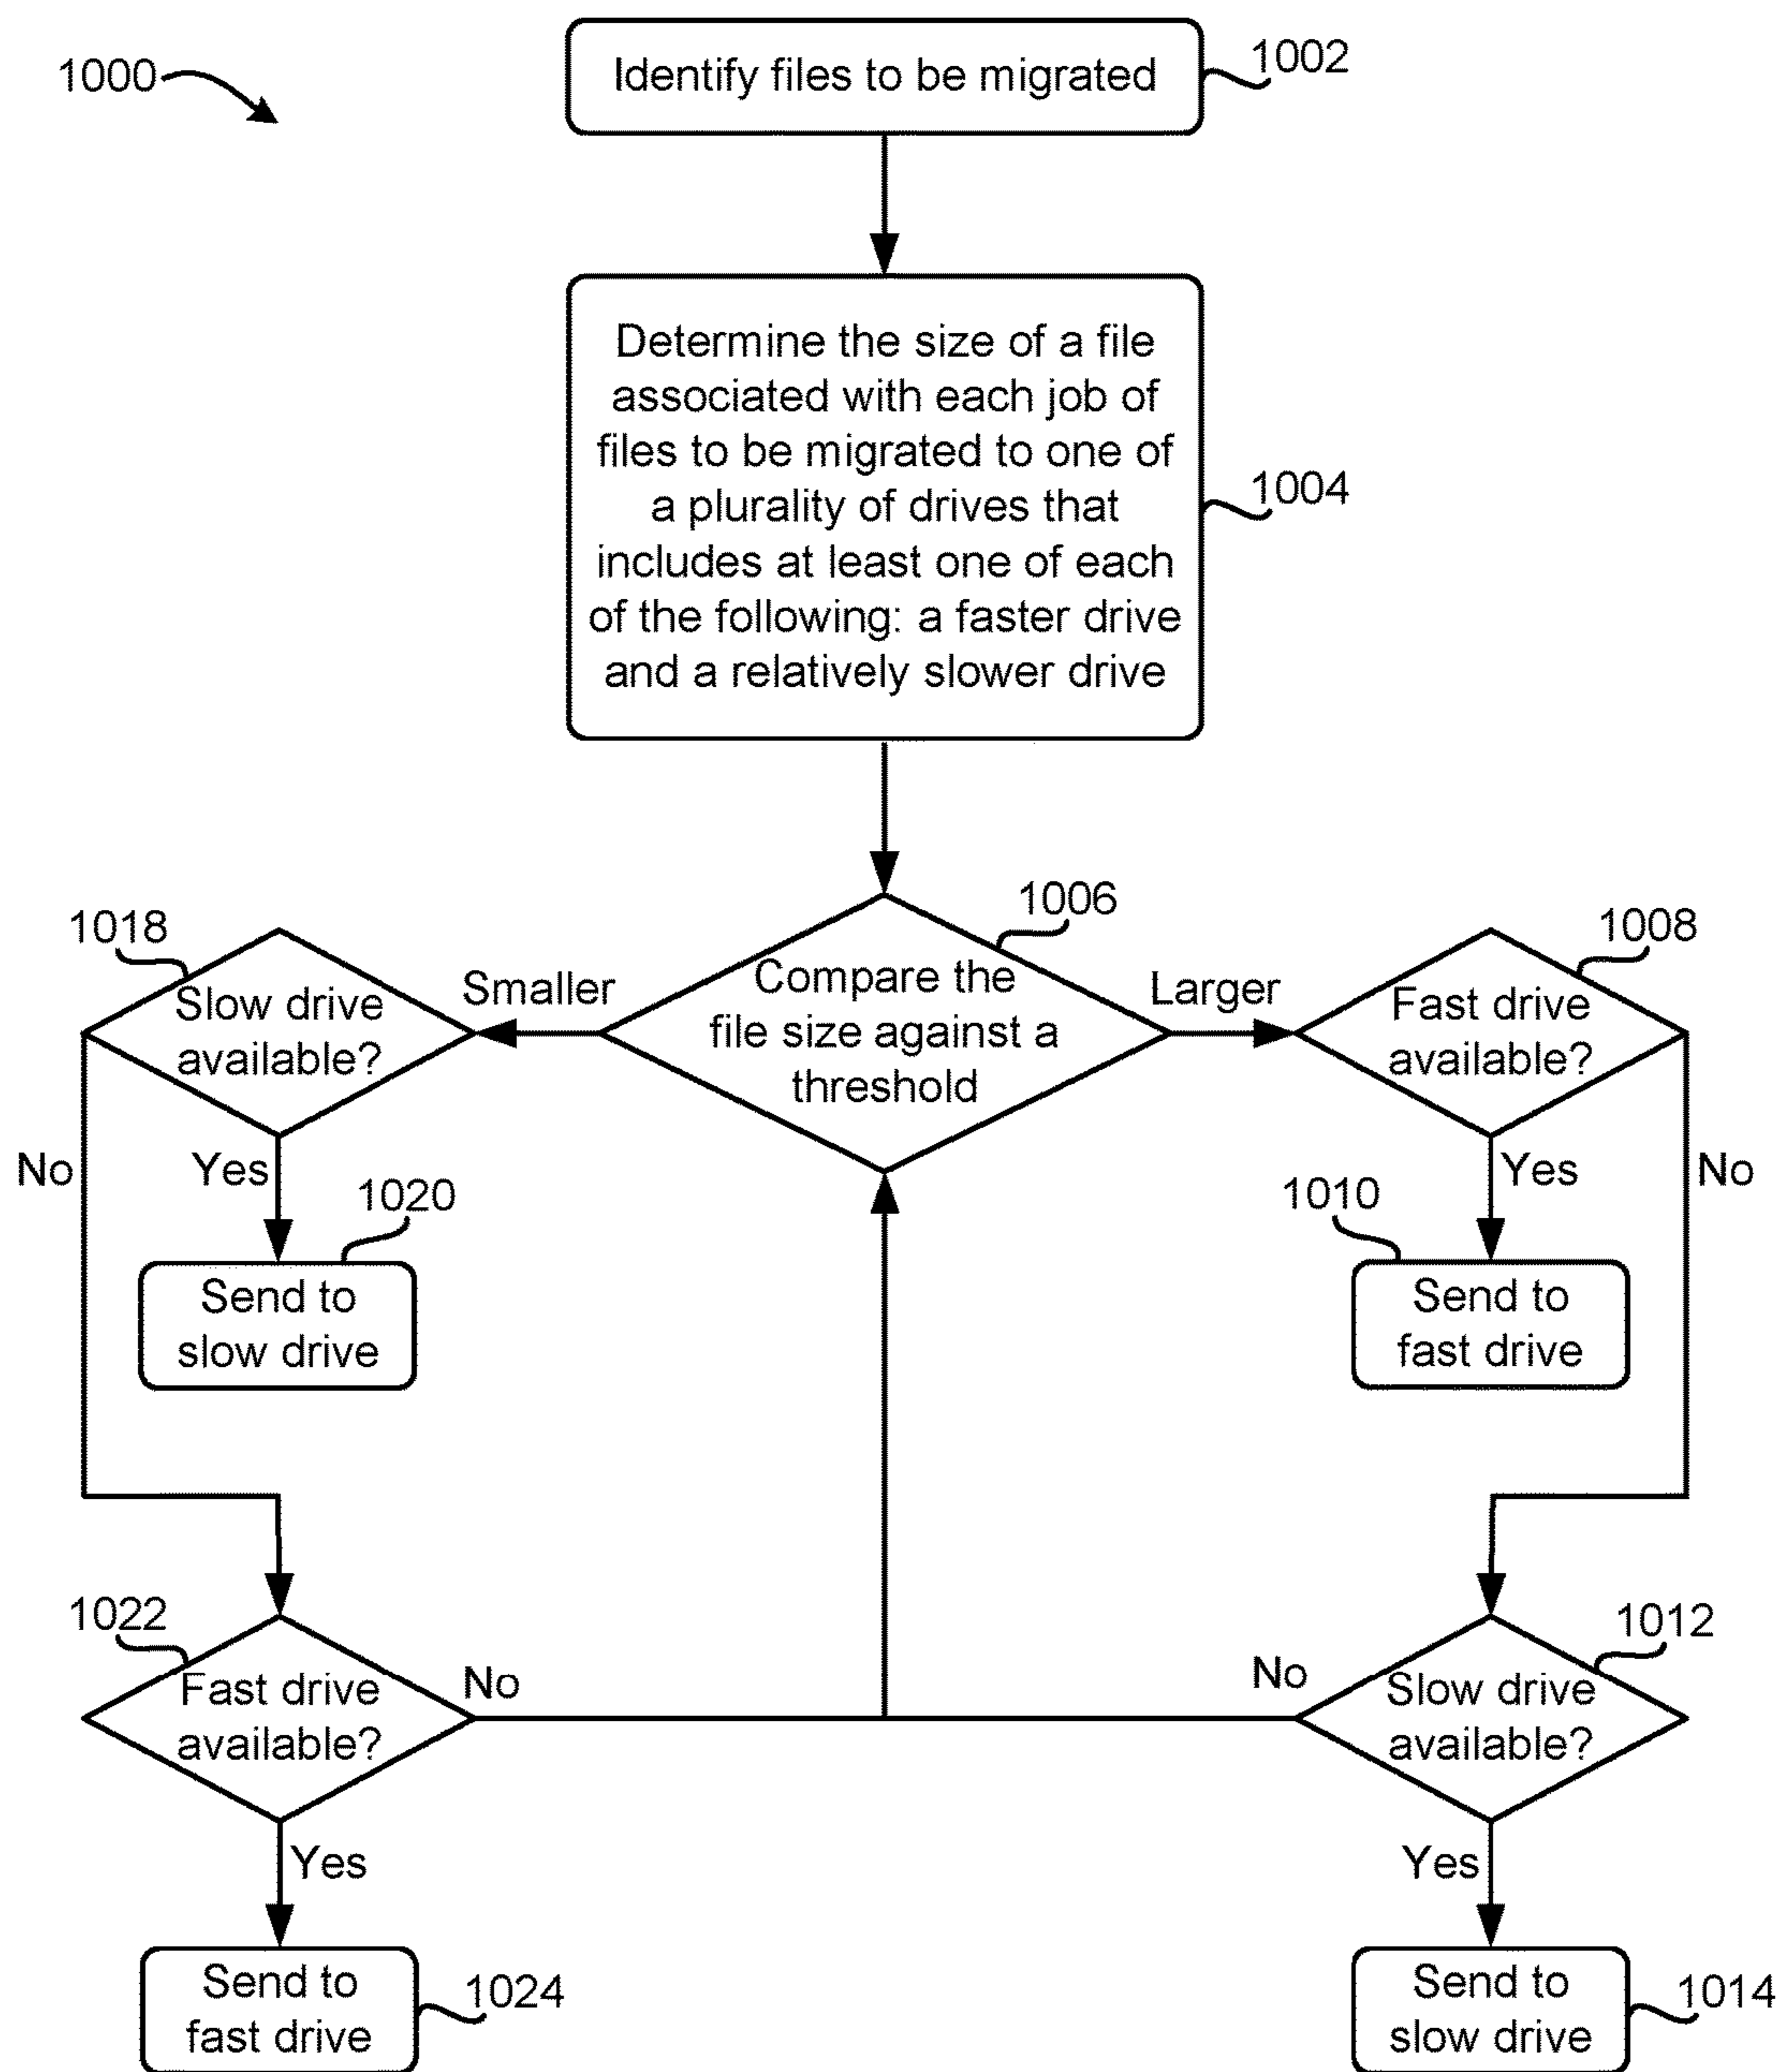 1000
Identify files to be migrated
1002
Determine the size of a file
associated with each job of
files to be migrated to one of
a plurality of drives that
includes at least one of each
of the following: a faster drive
and a relatively slower drive
1004
1018
1006
1008
Slow drive
available?
Smaller
Compare the
file size against a
threshold
Larger
Fast drive
available?
No
Yes
1020
1010
Yes
No
Send to
slow drive
Send to
fast drive
1022
1012
Fast drive
available?
No
No
Slow drive
available?
Yes
Yes
Send to
fast drive
1024
Send to
slow drive
1014